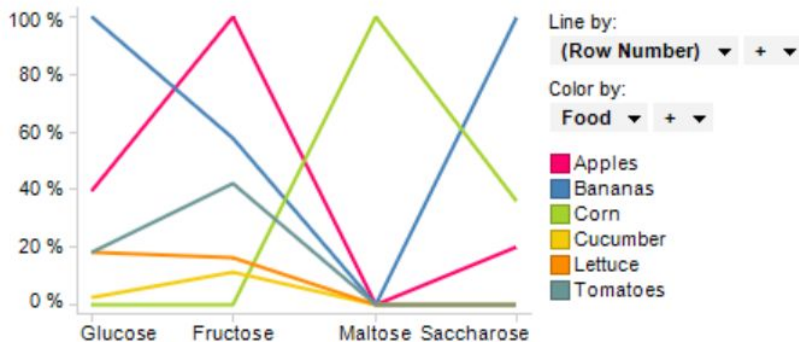 100 %
80 %
60 %
40 %
20 %
0 %
Glucose Fructose Maltose Saccharose
Line by:
(Row Number) +
Color by:
Food +
Apples
Bananas
Corn
Cucumber
Lettuce
Tomatoes